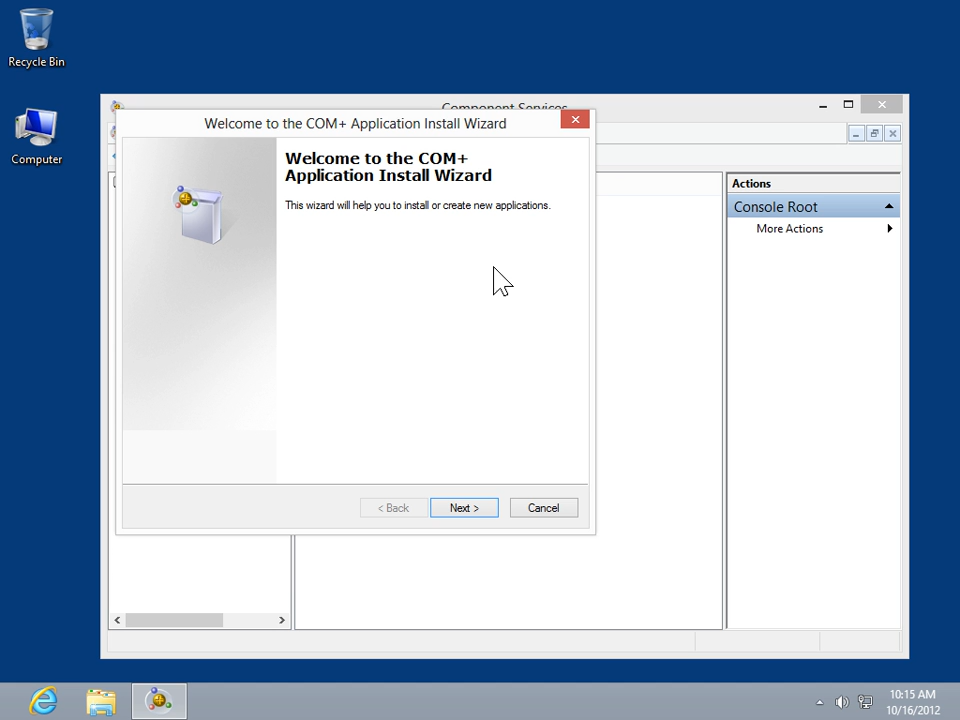 Recycle Bin
Computer
Component Services
Welcome to the COM+ Application Install Wizard
Welcome to the COM+
Application Install Wizard
This wizard will help you to install or create new applications.
< Back
Next >
Cancel
Actions
Console Root
More Actions
10:15 AM
10/16/2012